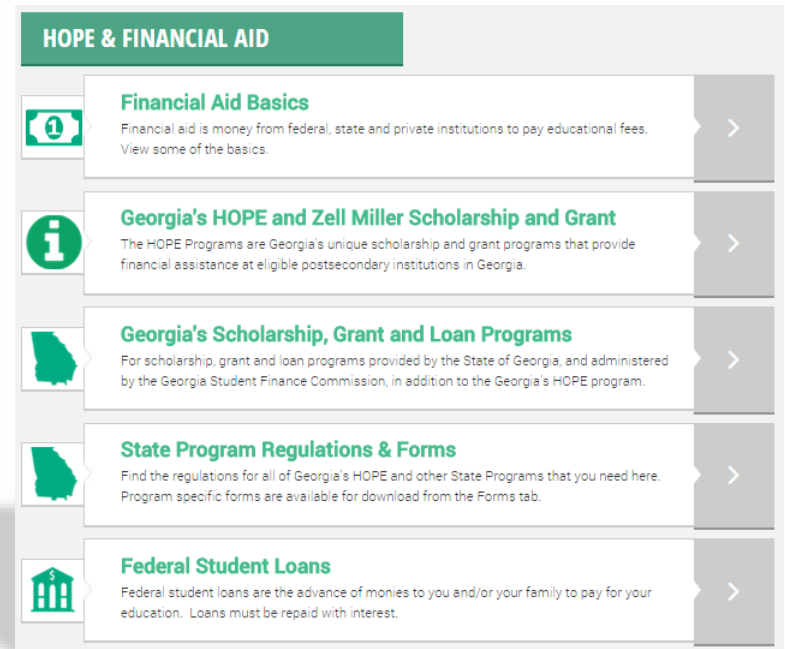 HOPE & FINANCIAL AID
Financial Aid Basics
Financial aid is money from federal, state and private institutions to pay educational fees.
View some of the basics.
1
Georgia's HOPE and Zell Miller Scholarship and Grant
The HOPE Programs are Georgia's unique scholarship and grant programs that provide
financial assistance at eligible postsecondary institutions in Georgia.
Georgia's Scholarship, Grant and Loan Programs
For scholarship, grant and loan programs provided by the State of Georgia, and administered
by the Georgia Student Finance Commission, in addition to the Georgia's HOPE program.
State Program Regulations & Forms
Find the regulations for all of Georgia's HOPE and other State Programs that you need here.
Program specific forms are available for download from the Forms tab.
Federal Student Loans
Federal student loans are the advance of monies to you and/or your family to pay for your
education. Loans must be repaid with interest.
$